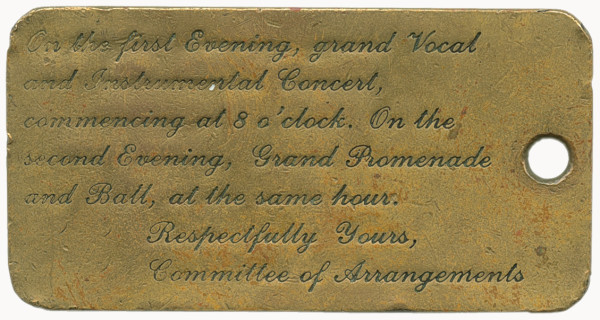 On the first Evening, grand Vocal
and Instrumental Concert,
commencing at 8 o'clock. On the
second Evening, Grand Promenade
and Ball, at the same hour.
Respectfully Yours,
Committee of Arrangements